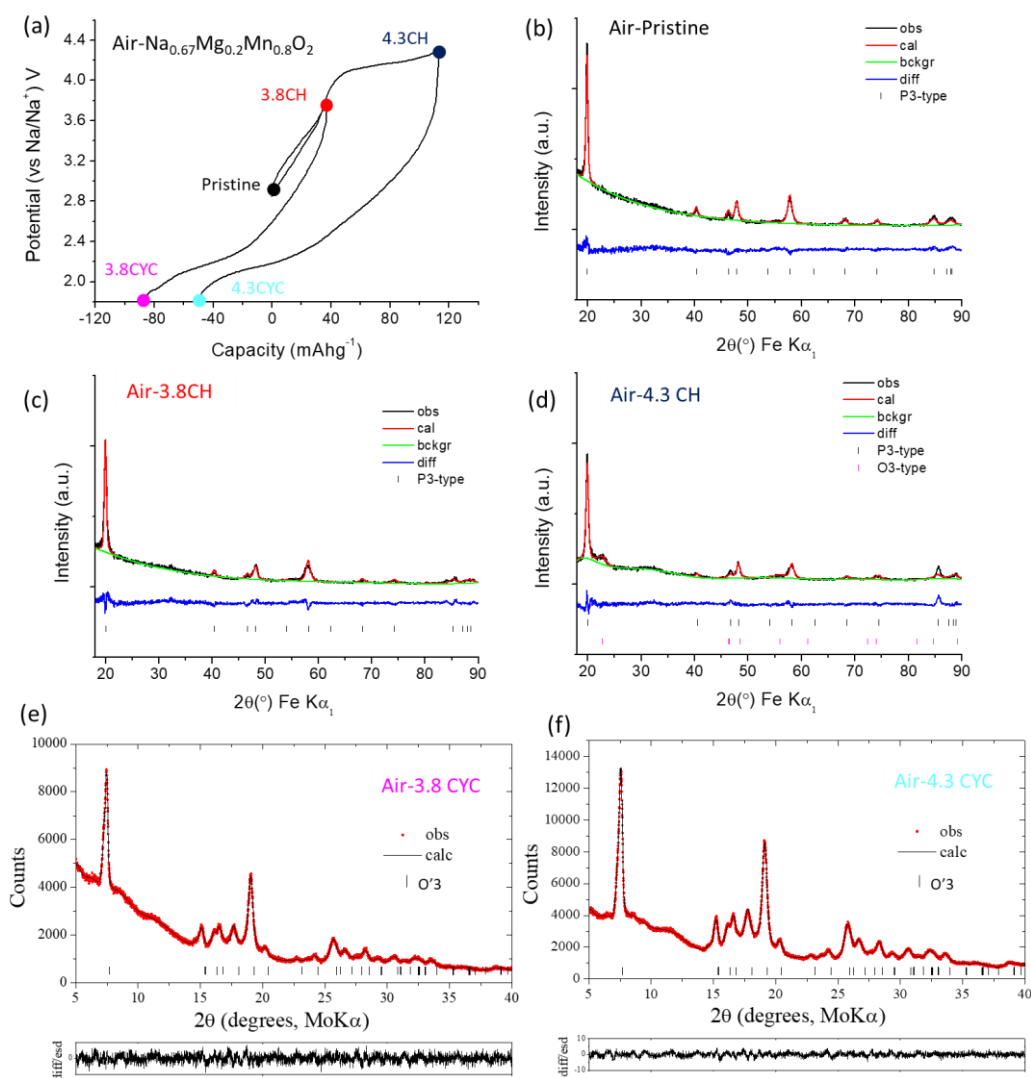 (a)
Air-Na0.67Mg0.2Mn0.8O2
4.3CH
3.8CH
Pristine
3.8CYC
4.3CYC
4.4
4.0
3.6
3.2
2.8
2.4
2.0
Potential (vs Na/Na+) V
-120 -80 -40 0 40 80 120
Capacity (mAhg-1)
(b)
Air-Pristine
obs
cal
bckgr
diff
P3-type
Intensity (a.u.)
20 30 40 50 60 70 80 90
2θ(°) Fe Kα1
(c)
Air-3.8CH
obs
cal
bckgr
diff
P3-type
Intensity (a.u.)
20 30 40 50 60 70 80 90
2θ(°) Fe Kα1
(d)
Air-4.3 CH
obs
cal
bckgr
diff
P3-type
O3-type
Intensity (a.u.)
20 30 40 50 60 70 80 90
2θ(°) Fe Kα1
(e)
Air-3.8 CYC
obs
calc
O'3
10000
8000
6000
4000
2000
0
Counts
5 10 15 20 25 30 35 40
2θ (degrees, MoKα)
diff/esd
0
(f)
Air-4.3 CYC
obs
calc
O'3
14000
12000
10000
8000
6000
4000
2000
0
Counts
5 10 15 20 25 30 35 40
2θ (degrees, MoKα)
diff/esd
10
0
-10